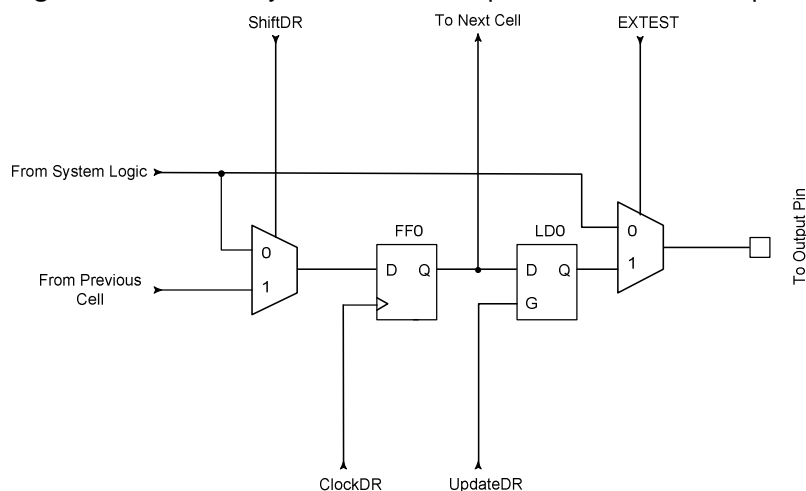 ShiftDR
To Next Cell
EXTEST
From System Logic
0
1
From Previous
Cell
FF0
D Q
LD0
D Q
G
0
1
To Output Pin
ClockDR
UpdateDR